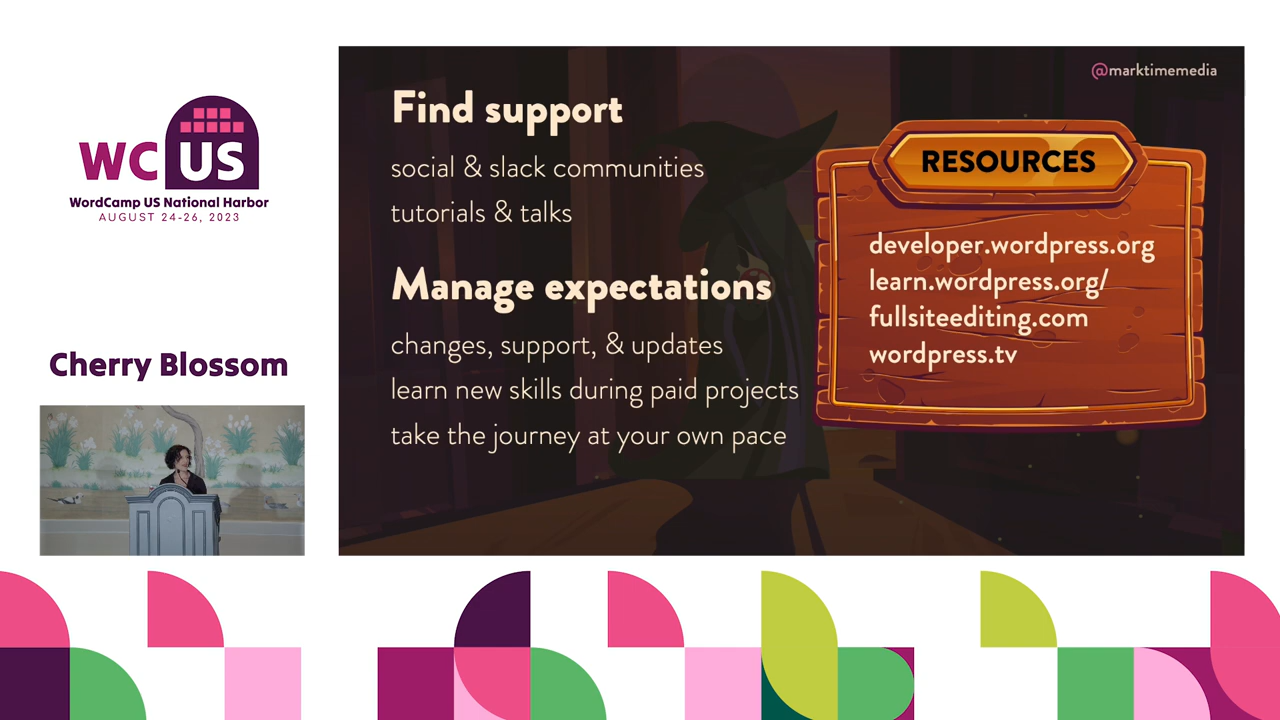 WC US
WordCamp US National Harbor
AUGUST 24-26, 2023
Cherry Blossom
@marktimemedia
Find support
social & slack communities
tutorials & talks
Manage expectations
changes, support, & updates
learn new skills during paid projects
take the journey at your own pace
RESOURCES
developer.wordpress.org
learn.wordpress.org/
fullsiteediting.com
wordpress.tv